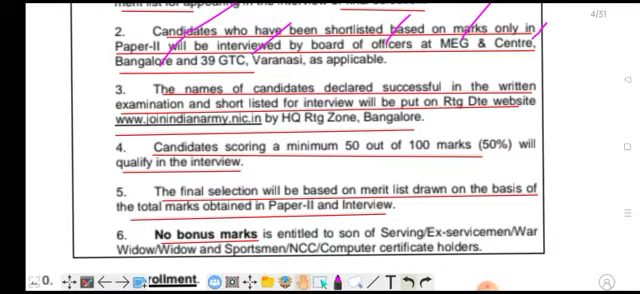 4/31
2. Candidates who have been shortlisted based on marks only in
Paper-II will be interviewed by board of officers at MEG & Centre,
Bangalore and 39 GTC, Varanasi, as applicable.
3. The names of candidates declared successful in the written
examination and short listed for interview will be put on Rtg Dte website
www.joinindianarmy.nic.in by HQ Rtg Zone, Bangalore.
4. Candidates scoring a minimum 50 out of 100 marks (50%) will
qualify in the interview.
5. The final selection will be based on merit list drawn on the basis of
the total marks obtained in Paper-II and Interview.
6. No bonus marks is entitled to son of Serving/Ex-servicemen/War
Widow/Widow and Sportsmen/NCC/Computer certificate holders.
0. rollment.